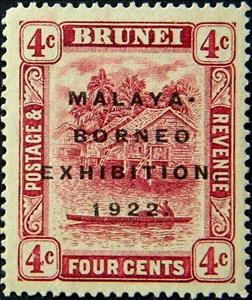 4c BRUNEI 4c
MALAYA-
BORNEO
EXHIBITION
1922
POSTAGE &
REVENUE
4c FOUR CENTS 4c